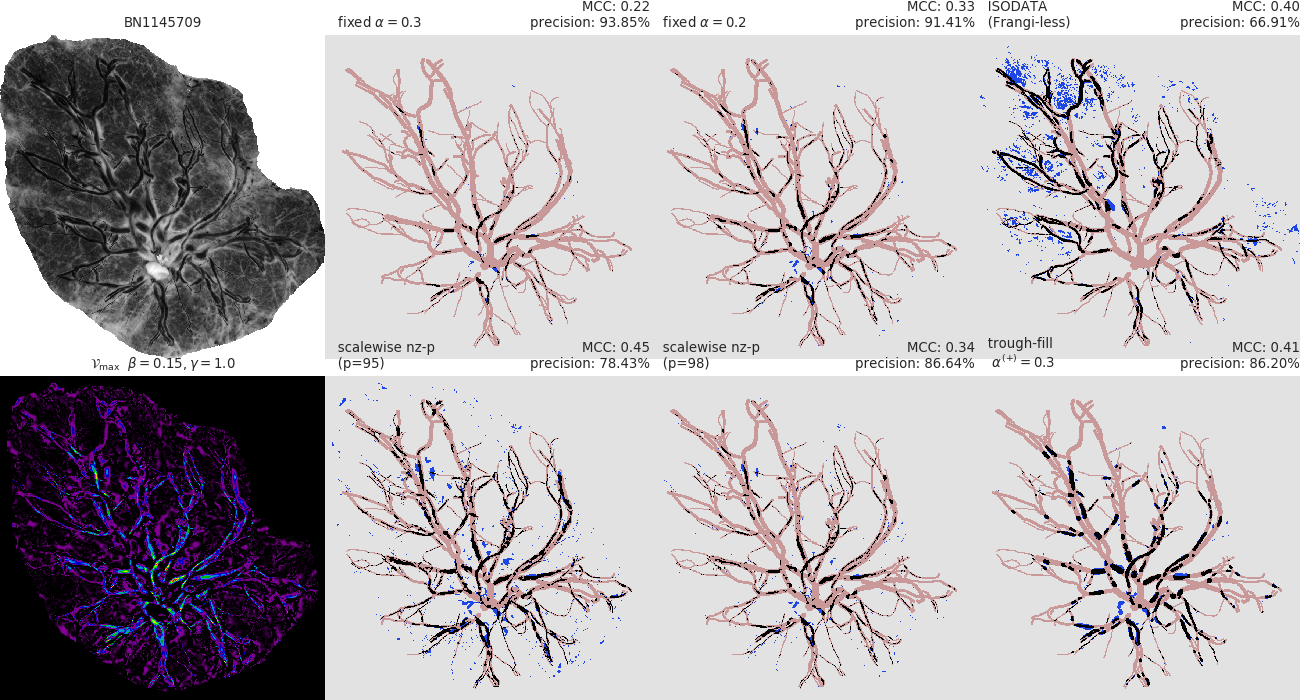 BN1145709
fixed α = 0.3
MCC: 0.22
precision: 93.85%
fixed α = 0.2
MCC: 0.33
precision: 91.41%
ISODATA
(Frangi-less)
MCC: 0.40
precision: 66.91%
𝒱max β = 0.15, γ = 1.0
scalewise nz-p
(p=95)
MCC: 0.45
precision: 78.43%
scalewise nz-p
(p=98)
MCC: 0.34
precision: 86.64%
trough-fill
α(+) = 0.3
MCC: 0.41
precision: 86.20%